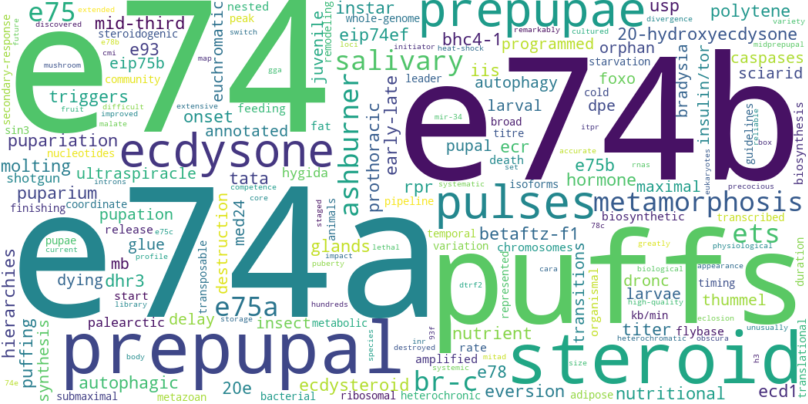 e74
e74b
e74a
puffs
prepupae
prepupal
steroid
pulses
ecdysone
metamorphosis
salivary
ashburner
ets
br-c
e75
mid-third
e93
eip75b
steroidogenic
community
triggers
onset
annotated
pupariation
nucleotides
molting
ultraspiracle
shotgun
introns
puparium
finishing
coordinate
competence
core
pupation
tata
hygida
sin3
secondary-response
future
extended
discovered
e78b
cmi
map
mushroom
peak
switch
extensive
fruit
difficult
improved
malate
euchromatic
nested
juvenile
remodeling
feeding
loci
gga
fat
instar
whole-genome
divergence
remarkably
cultured
variety
eip74ef
bhc4-1
programmed
initiator
heat-shock
midprepupal
usp
20-hydroxyecdysone
polytene
orphan
starvation
caspases
sciarid
iis
foxo
leader
autophagy
cold
dpe
larval
broad
mir-34
titre
itpr
accurate
rnas
pupal
ecr
death
set
e75b
isoforms
hormone
systematic
pipeline
bradysia
insulin/tor
guidelines
reliable
box
biosynthesis
eukaryotes
precocious
maximal
biosynthetic
transcribed
78c
prothoracic
early-late
rpr
betaftz-f1
temporal
variation
chromosomes
represented
cara
dtrf2
transitions
organismal
greatly
physiological
biological
appearance
dronc
timing
larvae
high-quality
eclosion
duration
thummel
kb/min
titer
flybase
unusually
heterochromatic
obscura
h3
translational
ecd1
nutritional
nutrient
rate
amplified
destroyed
93f
inr
mitad
systemic
size
e78
eversion
heterochronic
adipose
ribosomal
bacterial
species
ecdysteroid
20e
metazoan
autophagic
submaximal
74e
synthesis
puffing
hierarchies
body
palearctic
delay
insect
metabolic
storage
hundreds
impact
puberty
lethal
animals
staged
glands
destruction
med24
transposable
e75a
library
start
mb
dying
dhr3
glue
profile
release
e75c
pupae
current